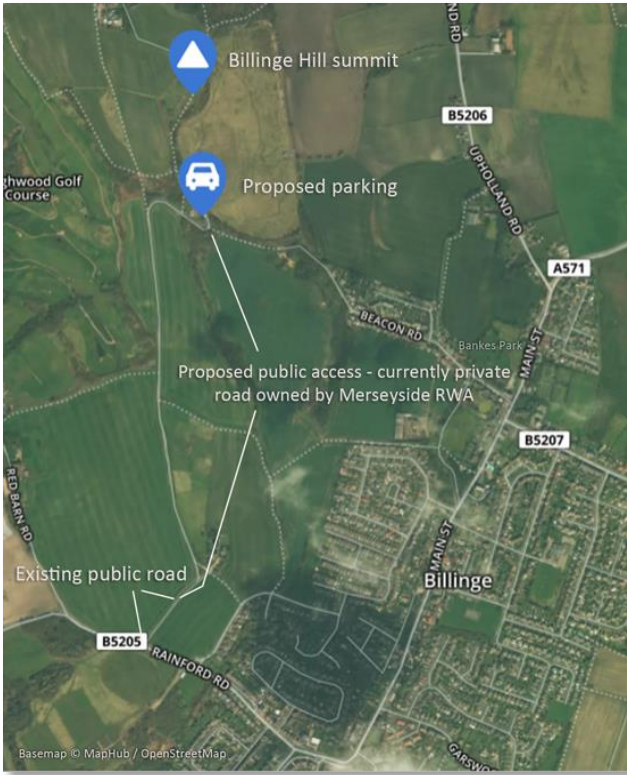 ND RD
Billinge Hill summit
B5206
UPHOLLAND RD
ghwood Golf
Course
Proposed parking
A571
BEACON RD
Bankes Park
MAIN ST
Proposed public access - currently private
road owned by Merseyside RWA
B5207
RED BARN RD
MAIN ST
Existing public road
Billinge
B5205
RAINFORD RD
Basemap © MapHub / OpenStreetMap
GARSWO